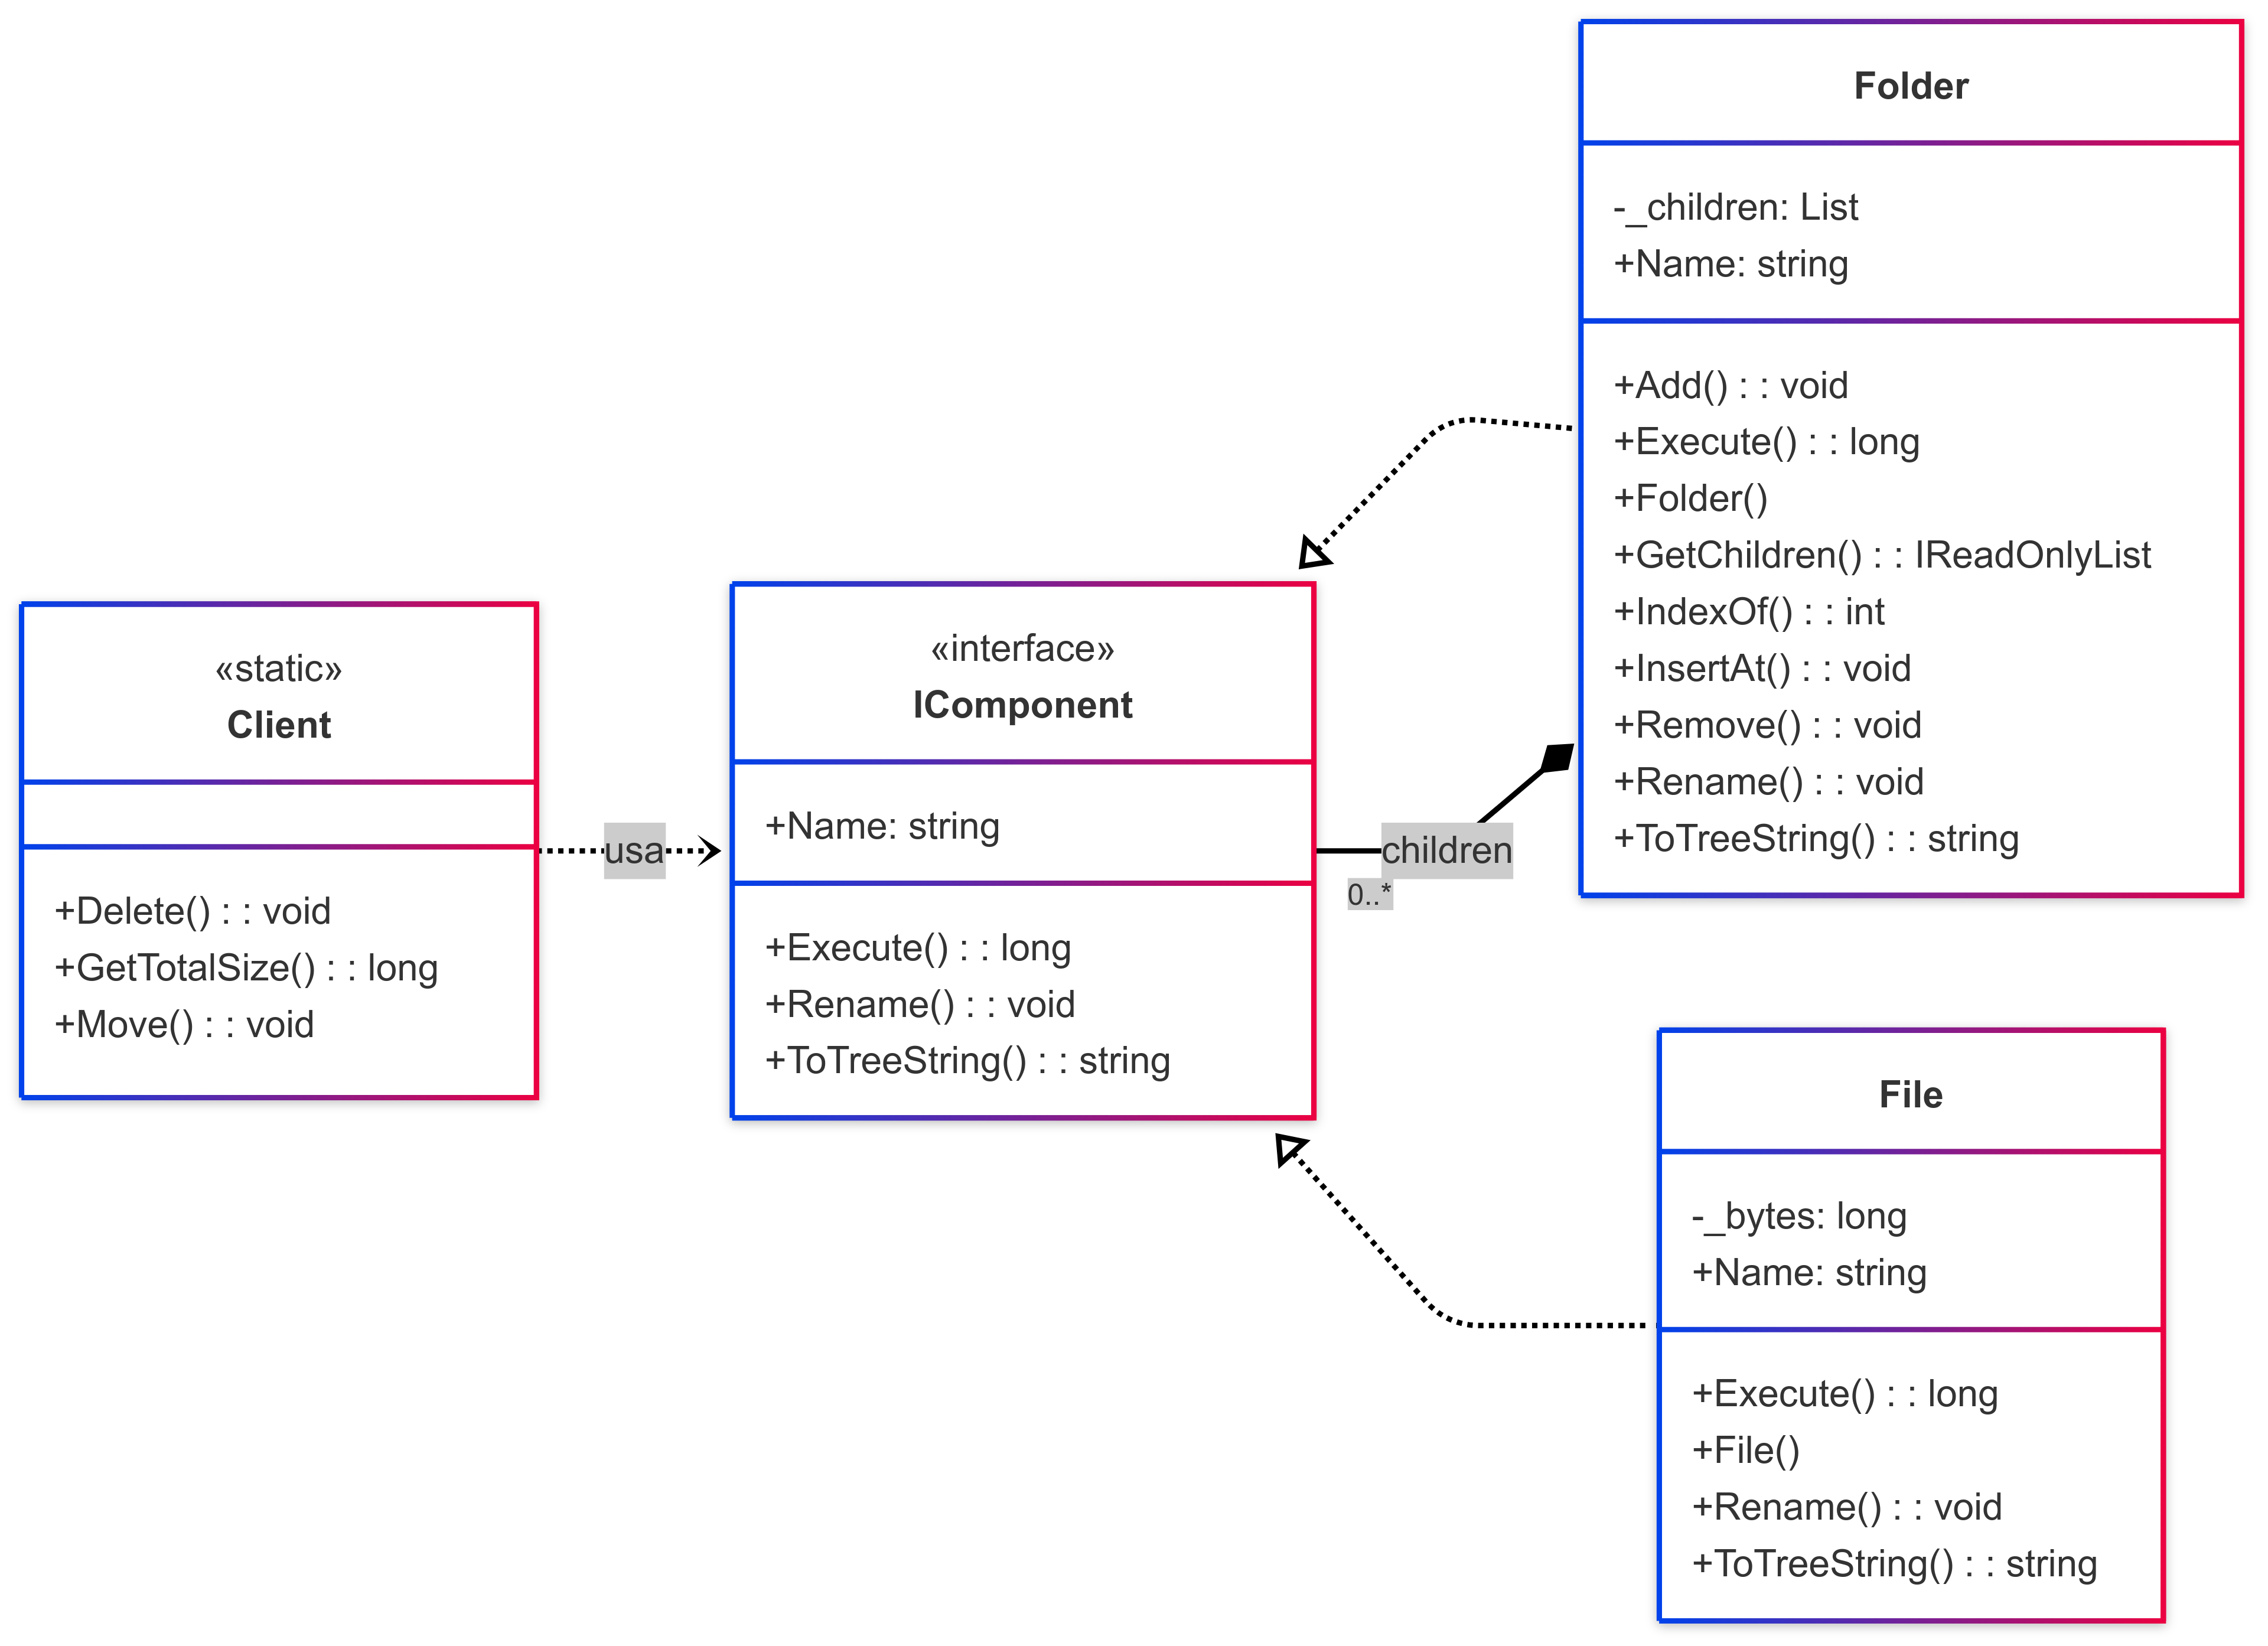 «static»
Client
+Delete() : : void
+GetTotalSize() : : long
+Move() : : void
usa
«interface»
IComponent
+Name: string
+Execute() : : long
+Rename() : : void
+ToTreeString() : : string
children
0..*
Folder
-_children: List
+Name: string
+Add() : : void
+Execute() : : long
+Folder()
+GetChildren() : : IReadOnlyList
+IndexOf() : : int
+InsertAt() : : void
+Remove() : : void
+Rename() : : void
+ToTreeString() : : string
File
-_bytes: long
+Name: string
+Execute() : : long
+File()
+Rename() : : void
+ToTreeString() : : string